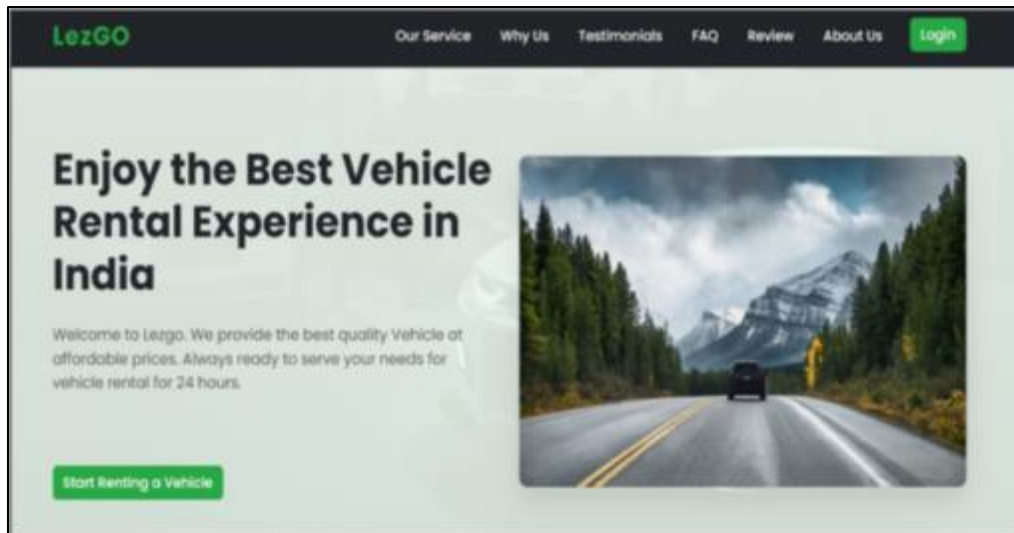 LezGO
Our Service Why Us Testimonials FAQ Review About Us Login
Enjoy the Best Vehicle
Rental Experience in
India
Welcome to Lezgo. We provide the best quality Vehicle at
affordable prices. Always ready to serve your needs for
vehicle rental for 24 hours.
Start Renting a Vehicle